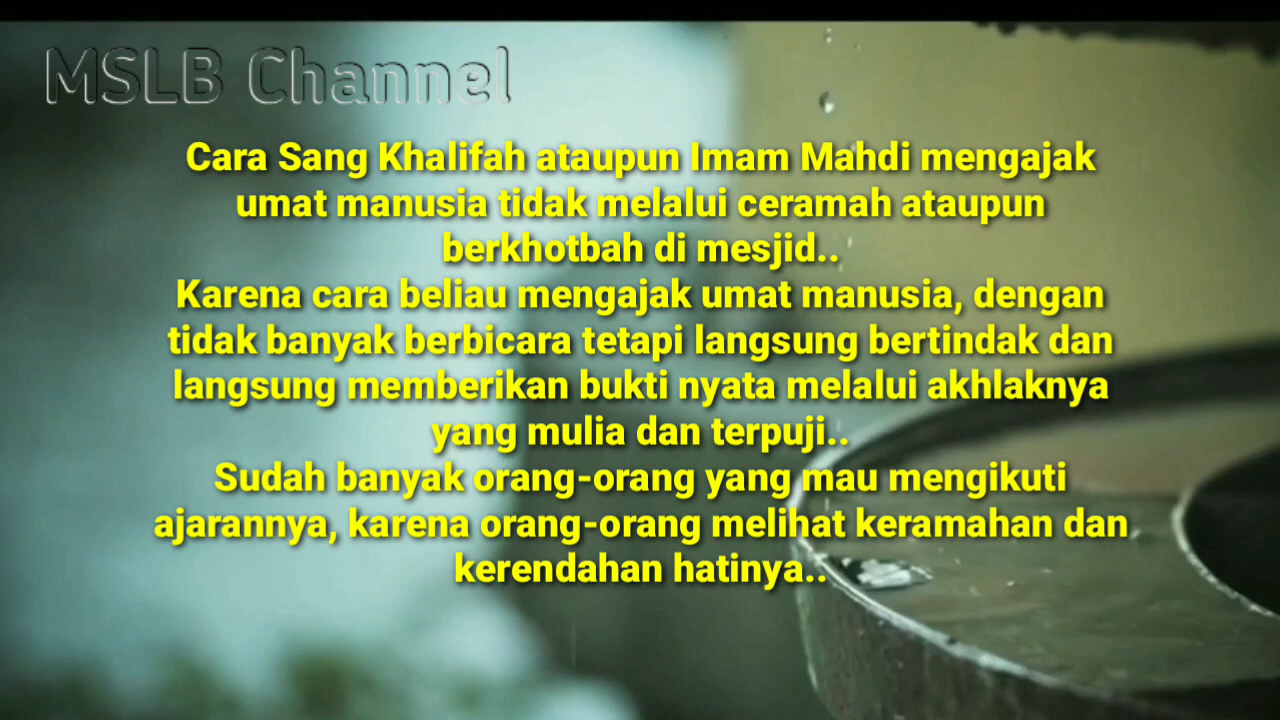 MSLB Channel
Cara Sang Khalifah ataupun Imam Mahdi mengajak
umat manusia tidak melalui ceramah ataupun
berkhotbah di mesjid..
Karena cara beliau mengajak umat manusia, dengan
tidak banyak berbicara tetapi langsung bertindak dan
langsung memberikan bukti nyata melalui akhlaknya
yang mulia dan terpuji..
Sudah banyak orang-orang yang mau mengikuti
ajarannya, karena orang-orang melihat keramahan dan
kerendahan hatinya..